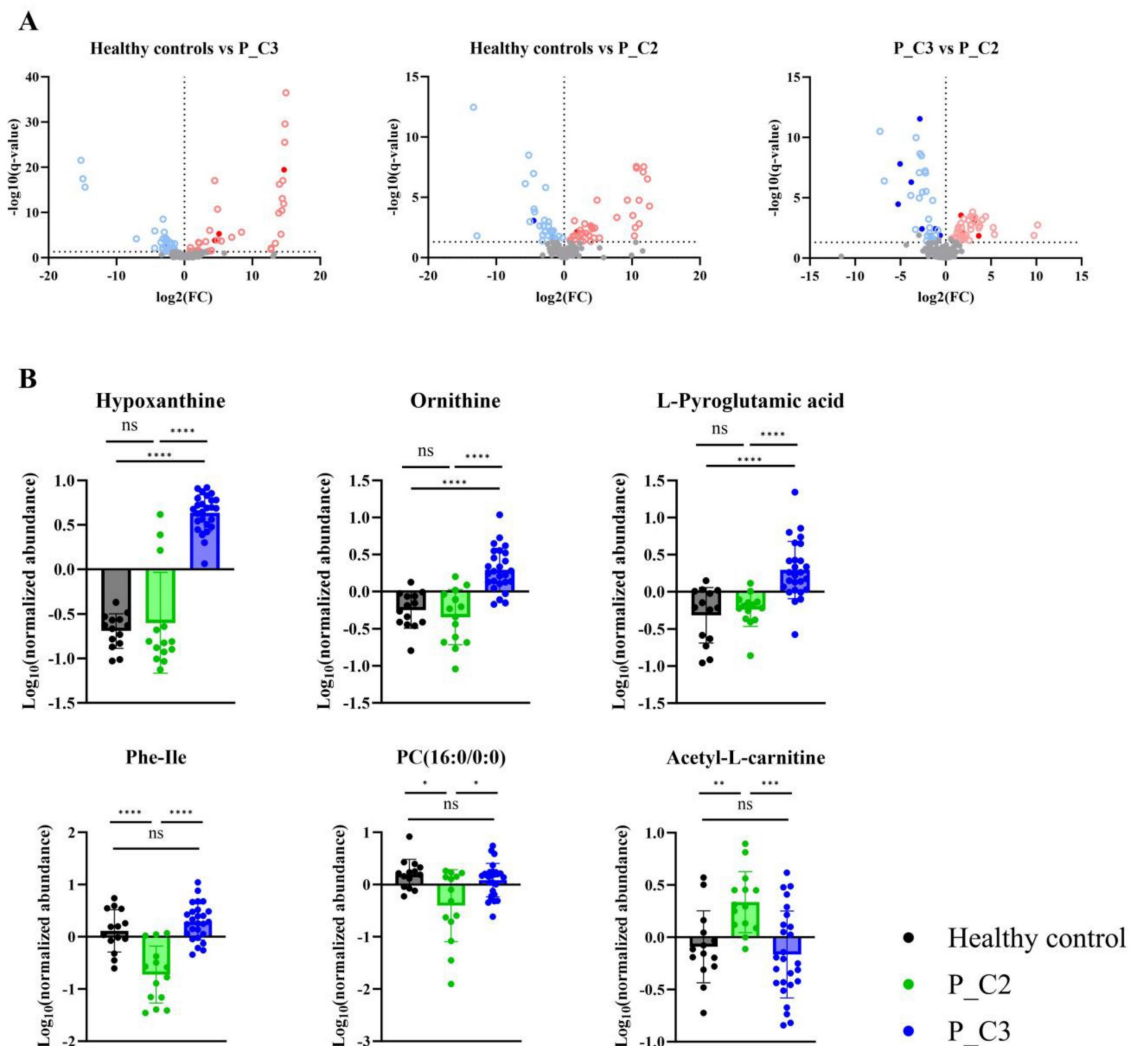 A
Healthy controls vs P_C3
Healthy controls vs P_C2
P_C3 vs P_C2
-log10(q-value)
40
30
20
10
0
-20
-10
0
10
20
log2(FC)
-log10(q-value)
15
10
5
0
-20
-10
0
10
20
log2(FC)
-log10(q-value)
15
10
5
0
-15
-10
-5
0
5
10
15
log2(FC)
B
Hypoxanthine
ns
****
****
Log10(normalized abundance)
1.0
0.5
0.0
-0.5
-1.0
-1.5
Ornithine
ns
****
****
Log10(normalized abundance)
1.5
1.0
0.5
0.0
-0.5
-1.0
-1.5
L-Pyroglutamic acid
ns
****
****
Log10(normalized abundance)
1.5
1.0
0.5
0.0
-0.5
-1.0
-1.5
Phe-Ile
****
****
ns
Log10(normalized abundance)
2
1
0
-1
-2
PC(16:0/0:0)
*
*
ns
Log10(normalized abundance)
1
0
-1
-2
-3
Acetyl-L-carnitine
**
***
ns
Log10(normalized abundance)
1.0
0.5
0.0
-0.5
-1.0
Healthy control
P_C2
P_C3